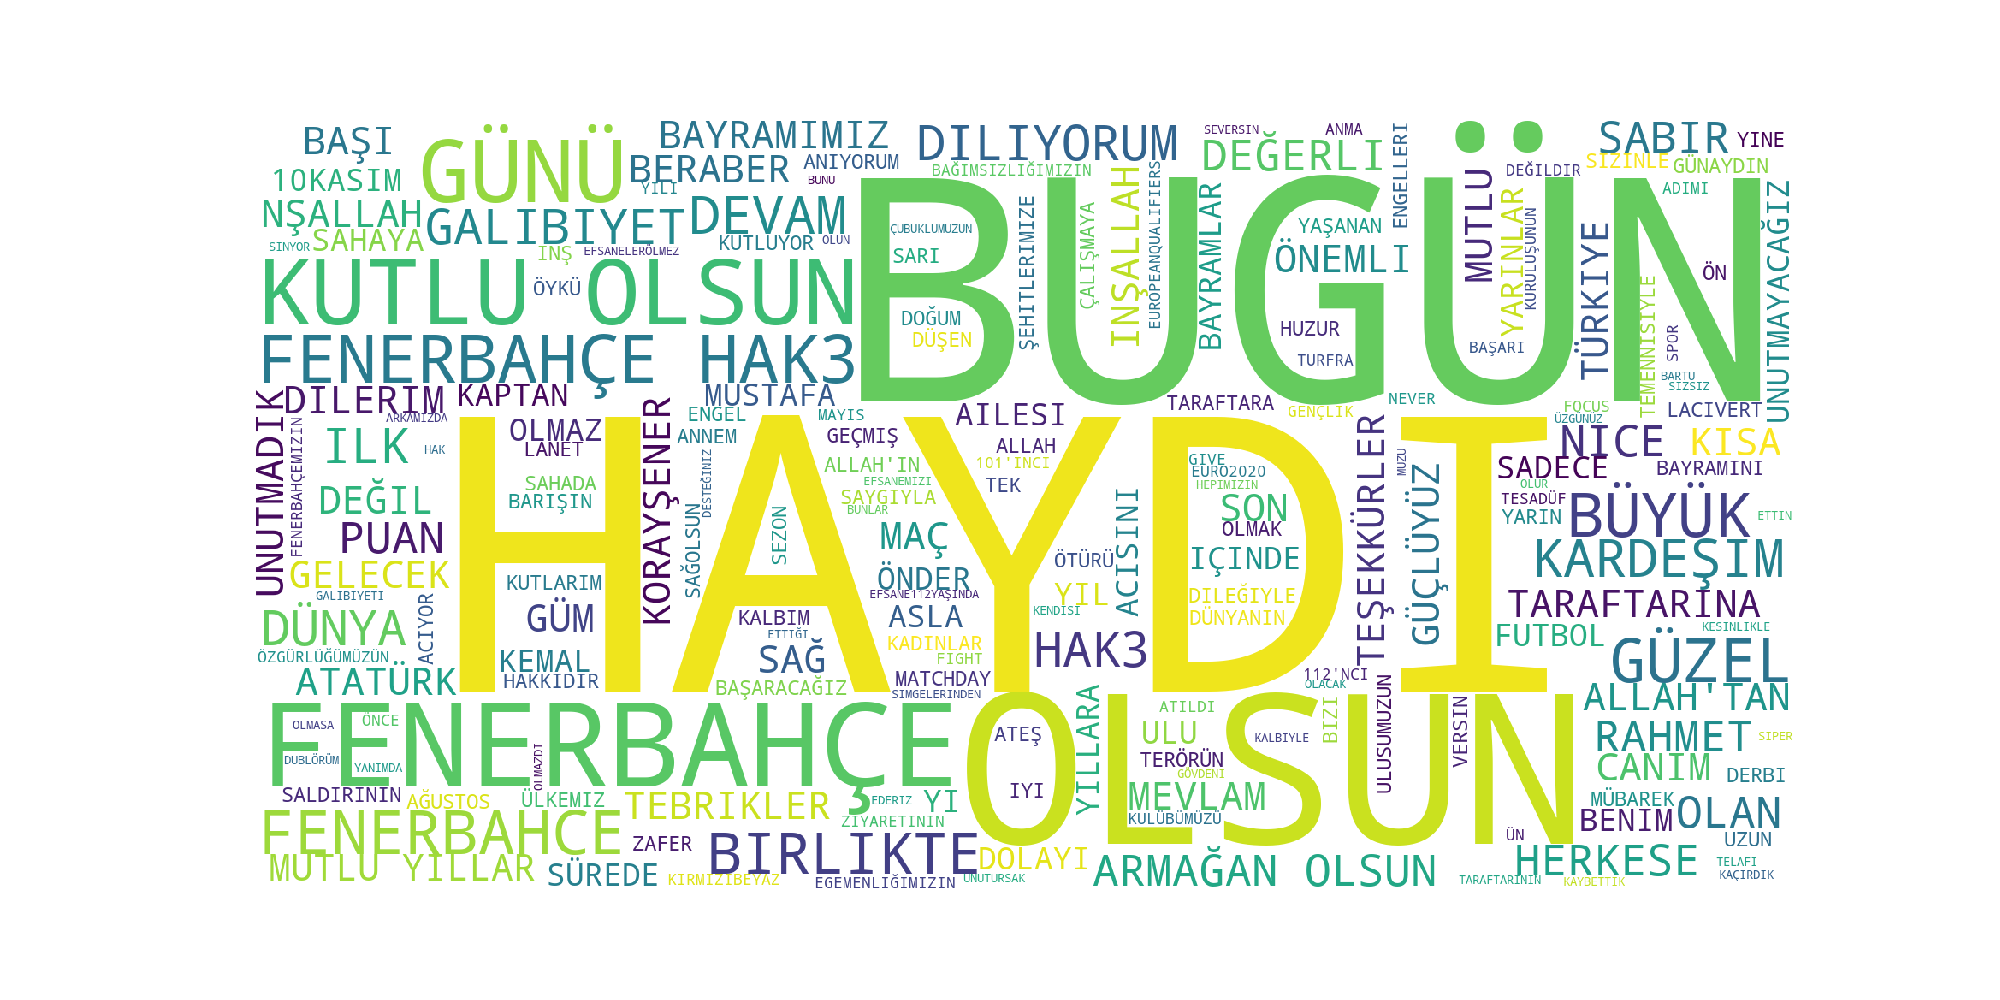 BAŞI
BAYRAMIMIZ
DILIYORUM
SEVERSIN
ANMA
ENGELLERI
SABIR
YINE
GÜNÜ
BERABER
ANIYORUM
BUNU
BAĞIMSIZLIĞIMIZIN
DEĞERLI
DEĞILDIR
SIZINLE
GÜNAYDIN
10KASIM
YILI
EUROPEANQUALIFIERS
INŞALLAH
BUGÜN
MUTLU
ADIMI
NŞALLAH
GALIBIYET
DEVAM
BAYRAMLAR
YARINLAR
KURULUŞUNUN
UNUTMAYACAĞIZ
SINYOR
SAHAYA
INŞ
EFSANELERÖLMEZ
KUTLUYOR
OLUN
ÇUBUKLUMUZUN
SARI
ŞEHITLERIMIZE
ÇALIŞMAYA
YAŞANAN
ÖNEMLI
TÜRKIYE
ÖN
KUTLU OLSUN
ÖYKÜ
DOĞUM
DÜŞEN
HUZUR
TURFRA
BAŞARI
TEMENNISIYLE
SPOR
FENERBAHÇE HAK3
BARTU
SIZSIZ
UNUTMADIK
DILERIM
KAPTAN
MUSTAFA
TARAFTARA
NEVER
FOCUS
LACIVERT
ARKAMIZDA
ENGEL
MAYIS
AILESI
GENÇLIK
ÜZGÜNÜZ
FENERBAHÇEMIZIN
ILK
HAK
OLMAZ
LANET
KORAYŞENER
ANNEM
GEÇMIŞ
ALLAH
HAYDI
MUZU
NICE
KISA
ALLAH'IN
101'INCI
GIVE
EURO2020
HEPIMIZIN
SADECE
BAYRAMINI
DEĞIL
SAHADA
BARIŞIN
DESTEĞINIZ
EFSANEMIZI
SAYGIYLA
BUNLAR
TEK
ACISINI
SON
OLMAK
TEŞEKKÜRLER
GÜÇLÜYÜZ
OLUR
TESADÜF
YARIN
BÜYÜK
ETTIN
PUAN
SAĞOLSUN
SEZON
MAÇ
ÖTÜRÜ
IÇINDE
KARDEŞIM
GELECEK
KUTLARIM
ÖNDER
EFSANE112YAŞINDA
YIL
DILEĞIYLE
GALIBIYETI
GÜM
KALBIM
ASLA
KENDISI
DÜNYANIN
TARAFTARINA
DÜNYA
ACIYOR
ETTIĞI
KADINLAR
HAK3
FUTBOL
KESINLIKLE
ÖZGÜRLÜĞÜMÜZÜN
KEMAL
SAĞ
FIGHT
GÜZEL
ATATÜRK
HAKKIDIR
BAŞARACAĞIZ
MATCHDAY
SIMGELERINDEN
112'NCI
OLACAK
ALLAH'TAN
FENERBAHÇE
OLSUN
YILLARA
ATILDI
BIZI
ULUSUMUZUN
VERSIN
OLMASA
ÖNCE
ATEŞ
ULU
KALBIYLE
RAHMET
SIPER
DUBLÖRÜM
YANIMDA
OLMAZDI
TERÖRÜN
GÖVDENI
CANIM
DERBI
SALDIRININ
AĞUSTOS
ÜLKEMIZ
TEBRIKLER
EDERIZ
YI
IYI
MEVLAM
MÜBAREK
OLAN
FENERBAHCE
ZIYARETININ
KULÜBÜMÜZÜ
BENIM
ZAFER
BIRLIKTE
DOLAYI
ÜN
UZUN
MUTLU YILLAR
SÜREDE
KIRMIZIBEYAZ
EGEMENLIĞIMIZIN
UNUTURSAK
ARMAĞAN OLSUN
HERKESE
TARAFTARININ
KAYBETTIK
TELAFI
KAÇIRDIK